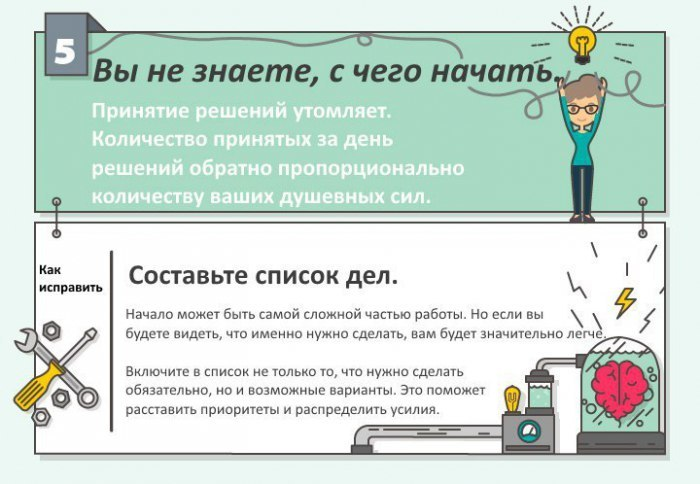 5
Вы не знаете, с чего начать.
Принятие решений утомляет.
Количество принятых за день
решений обратно пропорционально
количеству ваших душевных сил.
Как
исправить
Составьте список дел.
Начало может быть самой сложной частью работы. Но если вы
будете видеть, что именно нужно сделать, вам будет значительно легче.
Включите в список не только то, что нужно сделать
обязательно, но и возможные варианты. Это поможет
расставить приоритеты и распределить усилия.